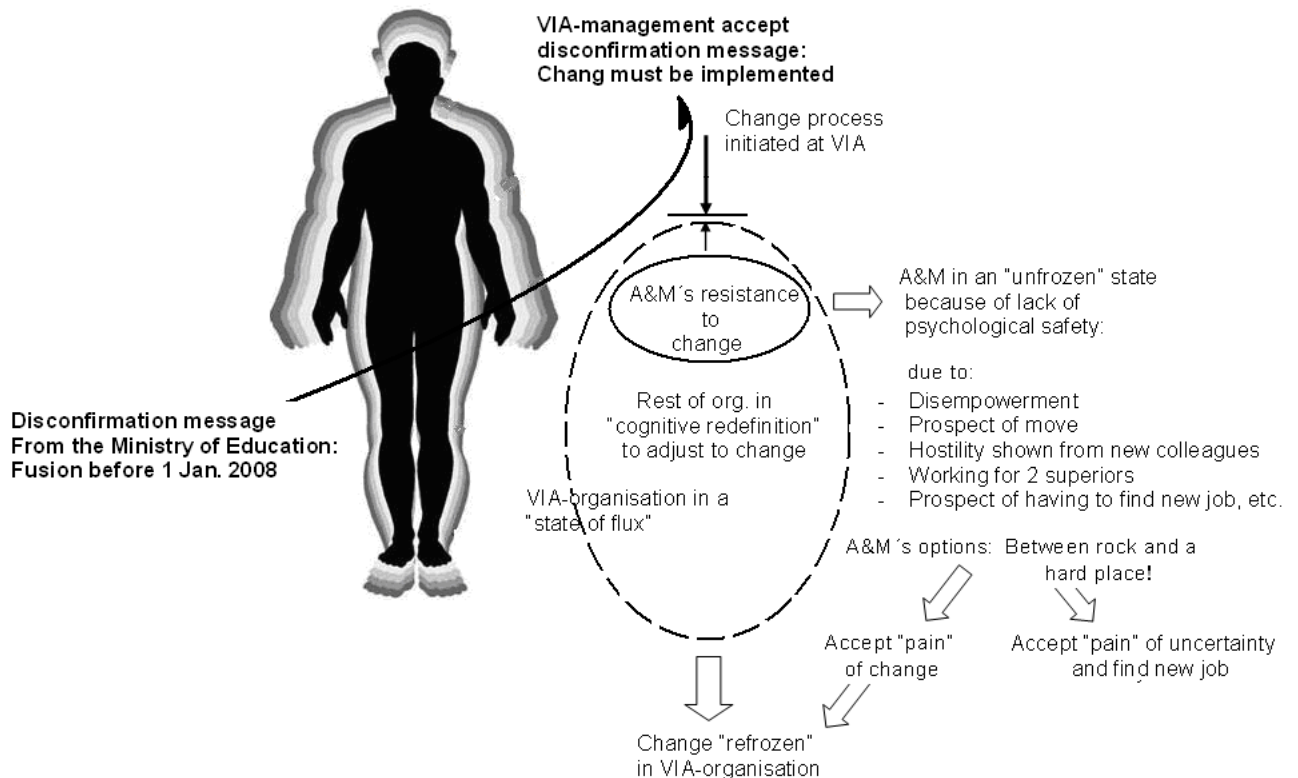 VIA-management accept
disconfirmation message:
Chang must be implemented
Change process
initiated at VIA
A&M´s resistance
to
change
A&M in an "unfrozen" state
because of lack of
psychological safety:
due to:
- Disempowerment
- Prospect of move
- Hostility shown from new colleagues
- Working for 2 superiors
- Prospect of having to find new job, etc.
Rest of org. in
"cognitive redefinition"
to adjust to change
Disconfirmation message
From the Ministry of Education:
Fusion before 1 Jan. 2008
VIA-organisation in a
"state of flux"
A&M´s options: Between rock and a
hard place!
Accept "pain"
of change
Accept "pain" of uncertainty
and find new job
Change "refrozen"
in VIA-organisation